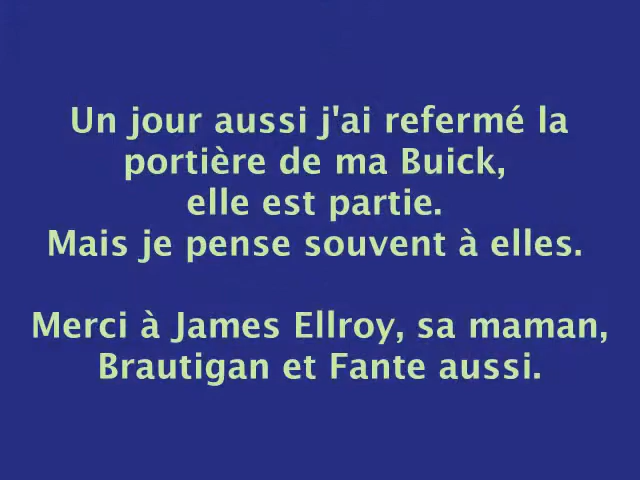 Un jour aussi j'ai refermé la
portière de ma Buick,
elle est partie.
Mais je pense souvent à elles.
Merci à James Ellroy, sa maman,
Brautigan et Fante aussi.